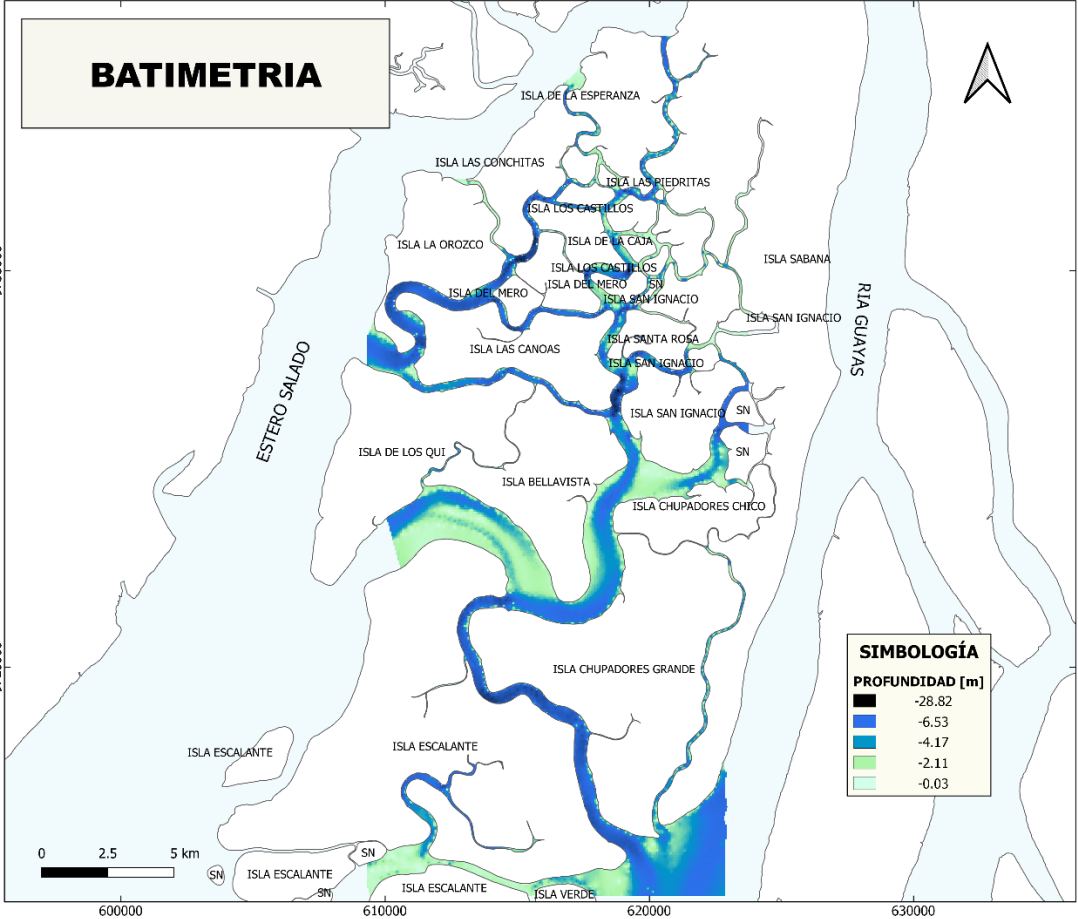 BATIMETRIA
ISLA DE LA ESPERANZA
ISLA LAS CONCHITAS
ISLA LAS PIEDRITAS
ISLA LOS CASTILLOS
ISLA LA OROZCO
ISLA DE LA CAJA
ISLA SABANA
ISLA LOS CASTILLOS
ISLA DEL MERO
SN
ISLA DEL MERO
ISLA SAN IGNACIO
ISLA SAN IGNACIO
RIA GUAYAS
ISLA SANTA ROSA
ISLA LAS CANOAS
ISLA SAN IGNACIO
ESTERO SALADO
ISLA SAN IGNACIO
SN
ISLA DE LOS QUI
SN
ISLA BELLAVISTA
ISLA CHUPADORES CHICO
ISLA CHUPADORES GRANDE
SIMBOLOGÍA
PROFUNDIDAD [m]
-28.82
-6.53
-4.17
-2.11
-0.03
ISLA ESCALANTE
ISLA ESCALANTE
0 2.5 5 km
SN
SN
ISLA ESCALANTE
SN
ISLA ESCALANTE
ISLA VERDE
600000 610000 620000 630000